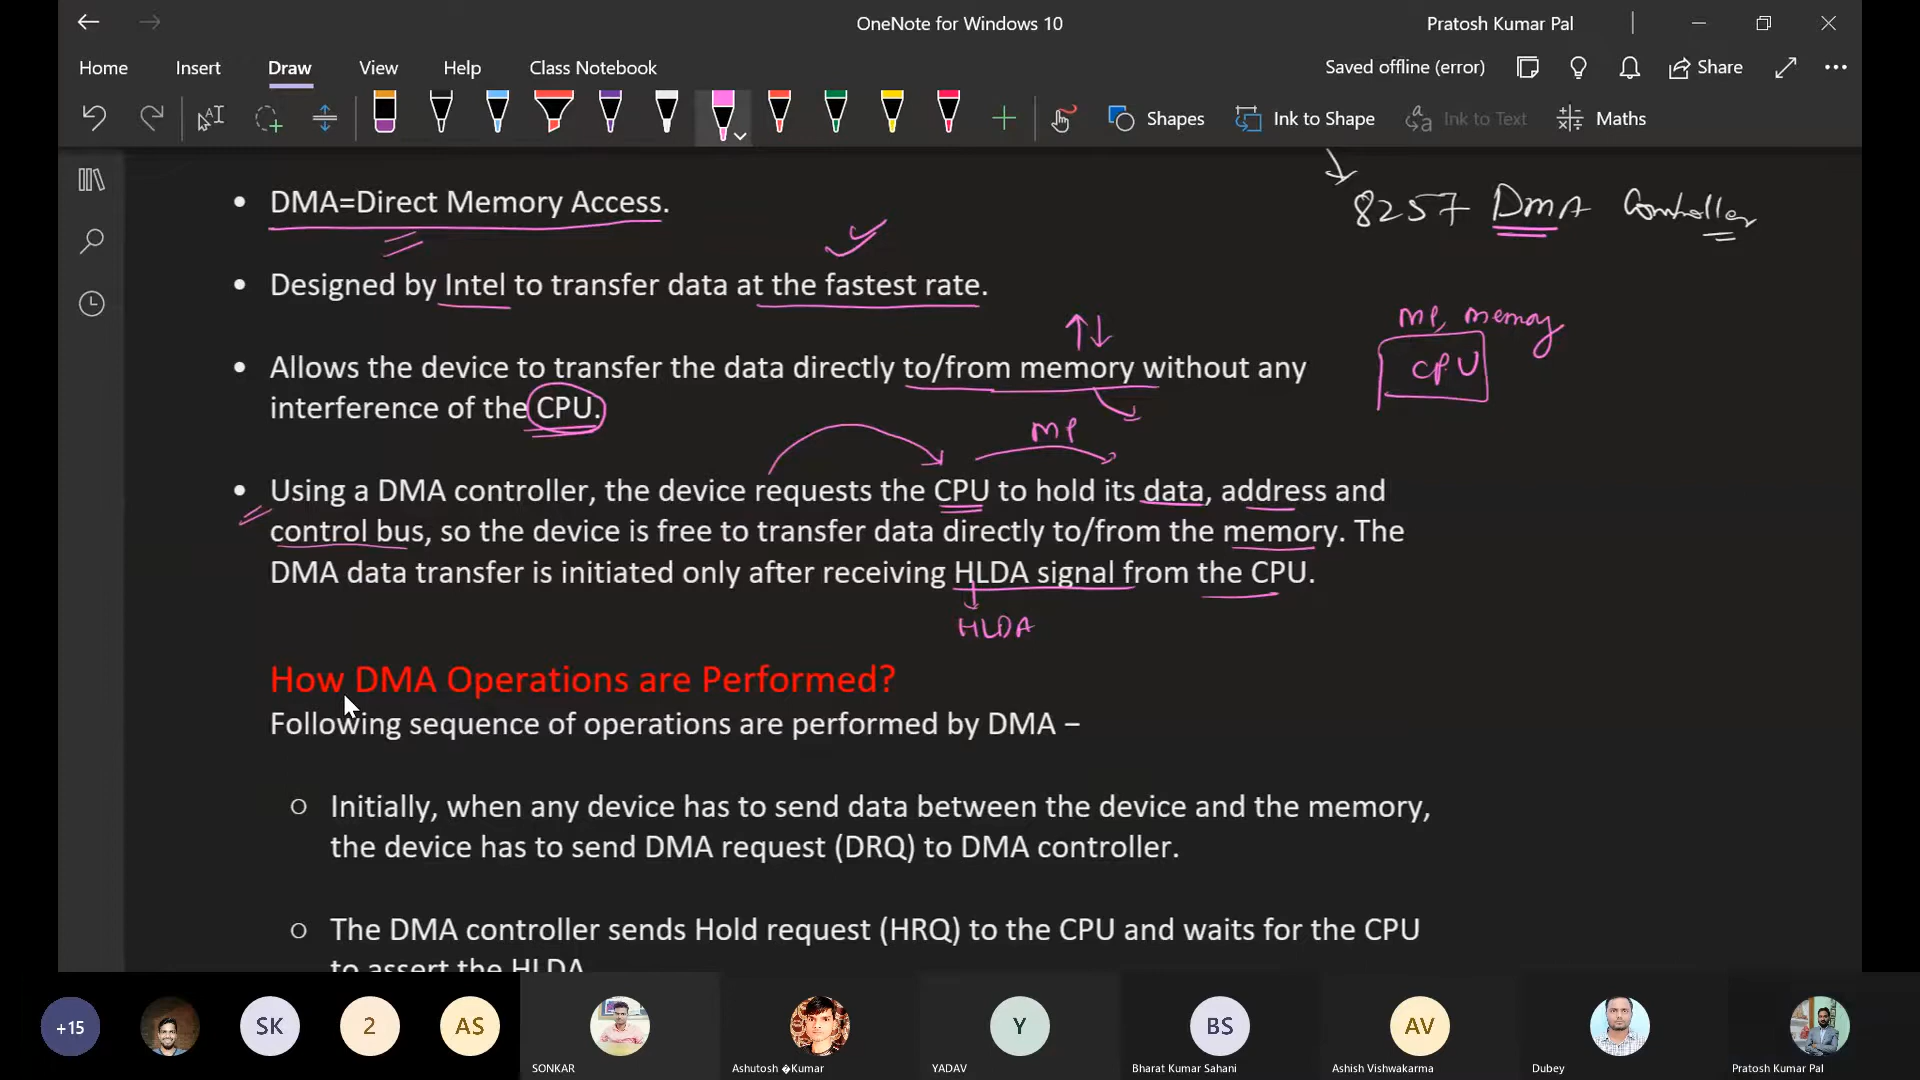 OneNote for Windows 10
Pratosh Kumar Pal
Home
Insert
Draw
View
Help
Class Notebook
Saved offline (error)
Share
Shapes
Ink to Shape
Ink to Text
Maths
8257 DMA Controller
DMA=Direct Memory Access.
Designed by Intel to transfer data at the fastest rate.
MP, memory
CPU
Allows the device to transfer the data directly to/from memory without any
interference of the CPU.
MP
Using a DMA controller, the device requests the CPU to hold its data, address and
control bus, so the device is free to transfer data directly to/from the memory. The
DMA data transfer is initiated only after receiving HLDA signal from the CPU.
HLDA
How DMA Operations are Performed?
Following sequence of operations are performed by DMA –
Initially, when any device has to send data between the device and the memory,
the device has to send DMA request (DRQ) to DMA controller.
The DMA controller sends Hold request (HRQ) to the CPU and waits for the CPU
to assert the HLDA
+15
SK
2
AS
SONKAR
Ashutosh �Kumar
Y
YADAV
BS
Bharat Kumar Sahani
AV
Ashish Vishwakarma
Dubey
Pratosh Kumar Pal